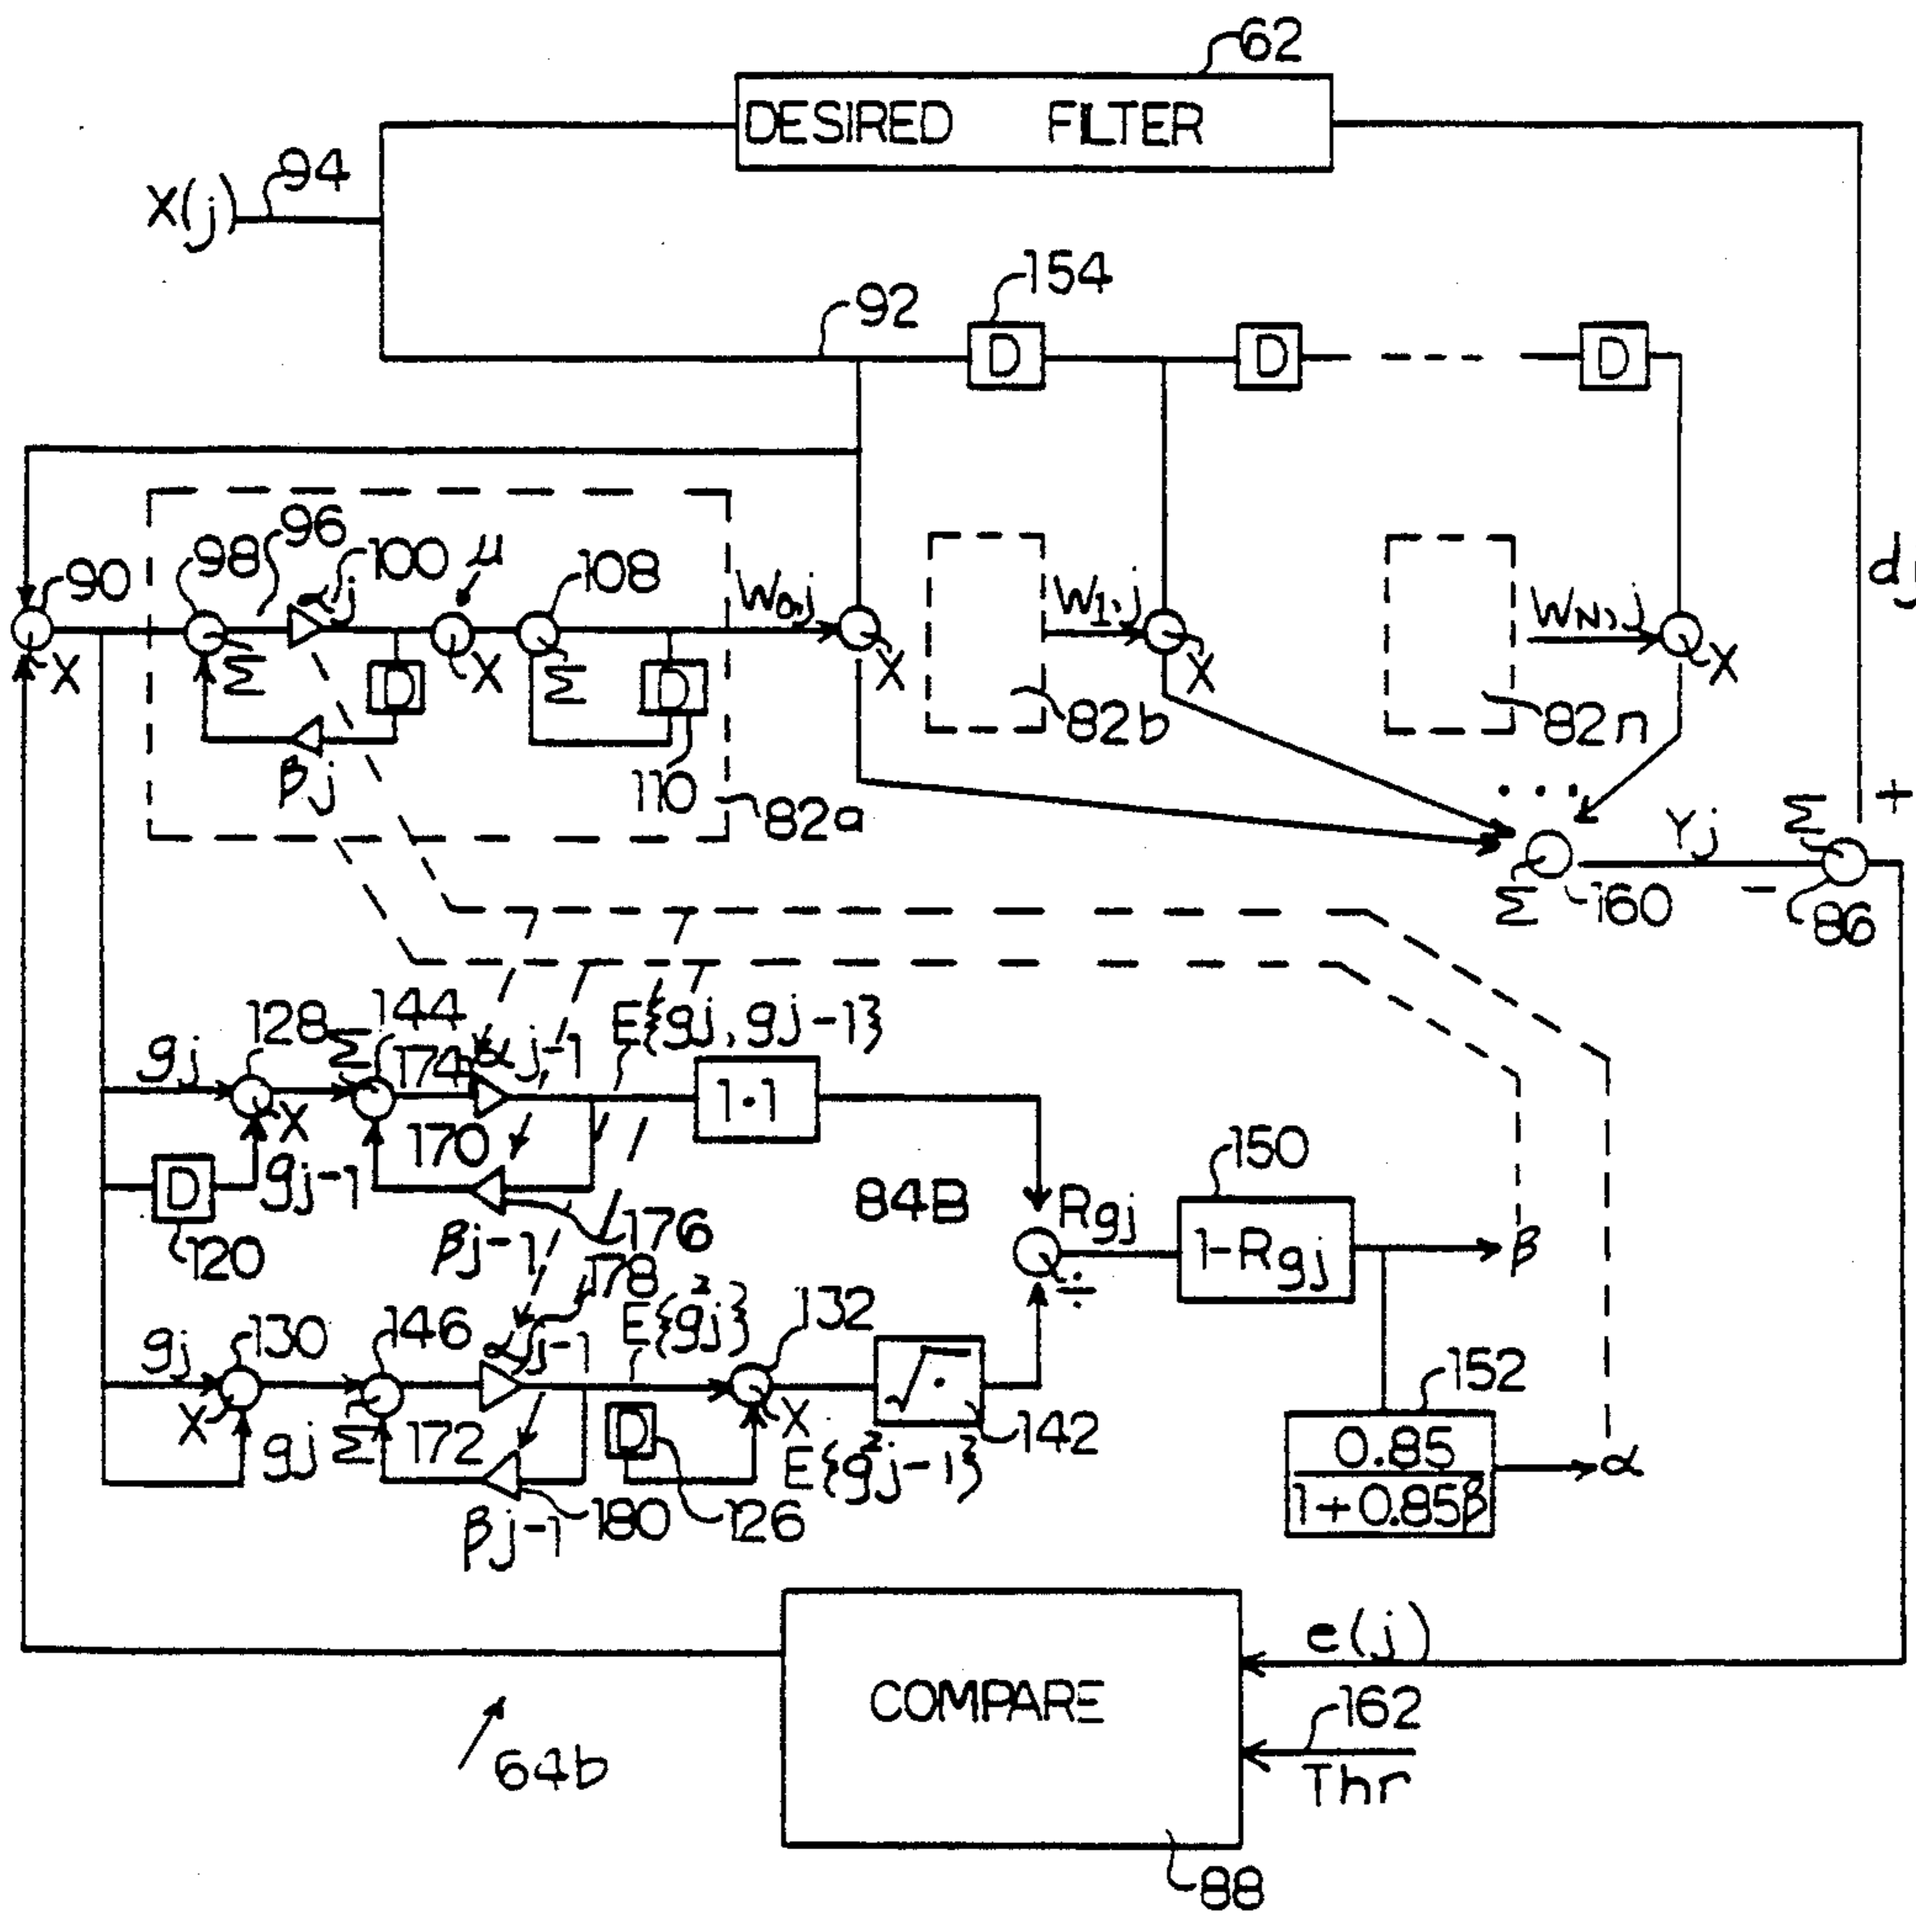 62
DESIRED FILTER
94
X(j)
154
92
D
D
D
90
98
96
100
αj
μ
108
W0,j
W1,j
WN,j
dj
X
Σ
D
X
Σ
D
X
X
X
βj
110
82a
82b
82n
...
Σ
+
Yj
-
Σ
160
86
gj
128
Σ
144
174
αj-1
E{gj, gj-1}
|·|
X
170
D
gj-1
120
βj-1
176
178
84B
Rgj
÷
150
1-Rgj
β
gj
130
146
αj-1
E{g²j}
132
√·
142
X
gj
Σ
172
D
X
E{g²j-1}
βj-1
180
126
152
0.85
1+0.85β
α
COMPARE
e(j)
162
Thr
64b
88